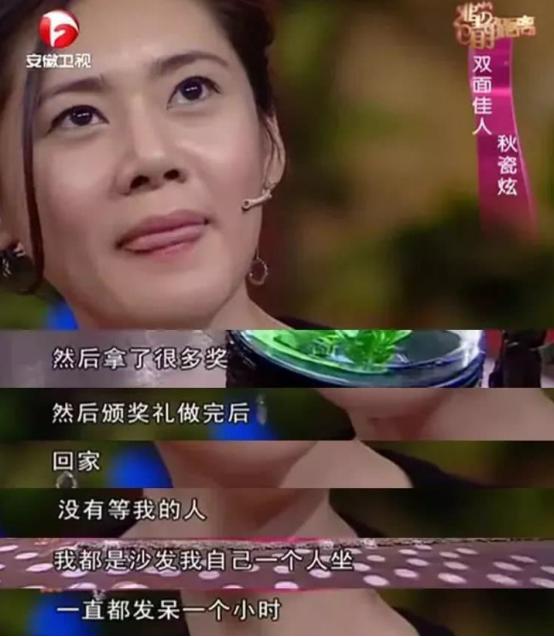 安徽卫视
双面佳人
秋瓷炫
然后拿了很多奖
然后颁奖礼做完后
回家
没有等我的人
我都是沙发我自己一个人坐
一直都发呆一个小时